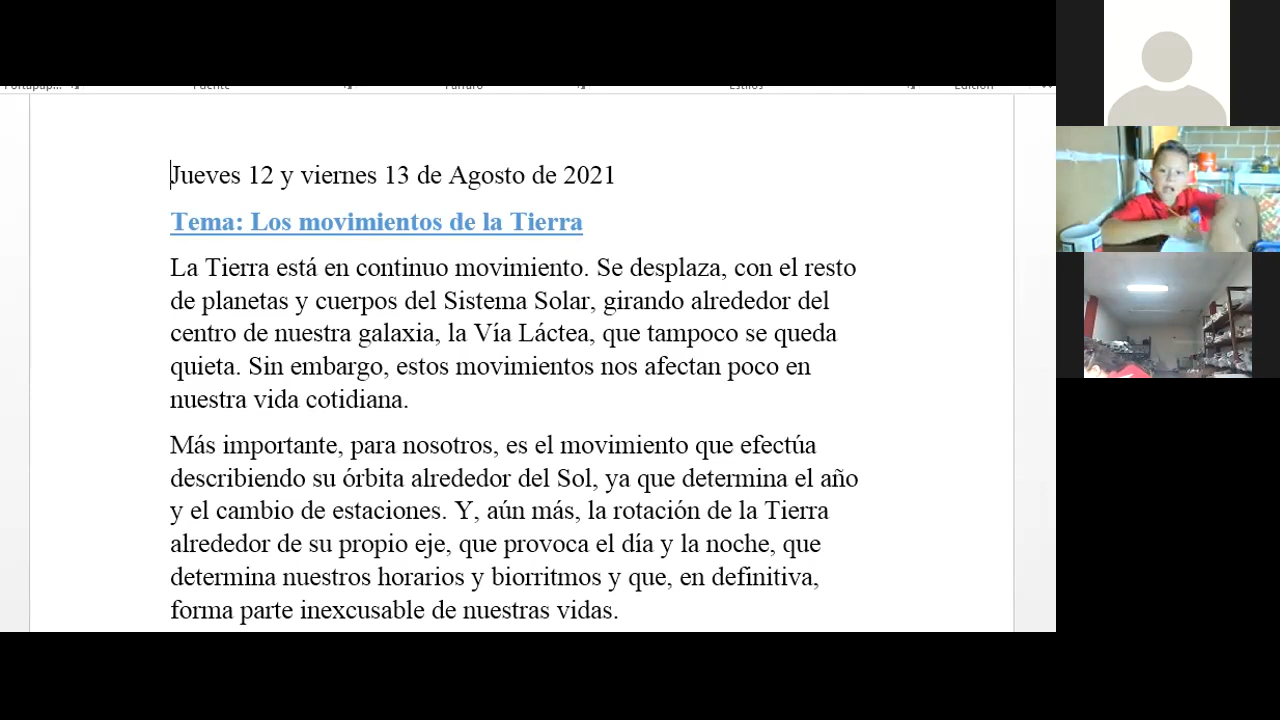 Fuente
Párrafo
Estilos
Edición
Jueves 12 y viernes 13 de Agosto de 2021
Tema: Los movimientos de la Tierra
La Tierra está en continuo movimiento. Se desplaza, con el resto
de planetas y cuerpos del Sistema Solar, girando alrededor del
centro de nuestra galaxia, la Vía Láctea, que tampoco se queda
quieta. Sin embargo, estos movimientos nos afectan poco en
nuestra vida cotidiana.
Más importante, para nosotros, es el movimiento que efectúa
describiendo su órbita alrededor del Sol, ya que determina el año
y el cambio de estaciones. Y, aún más, la rotación de la Tierra
alrededor de su propio eje, que provoca el día y la noche, que
determina nuestros horarios y biorritmos y que, en definitiva,
forma parte inexcusable de nuestras vidas.